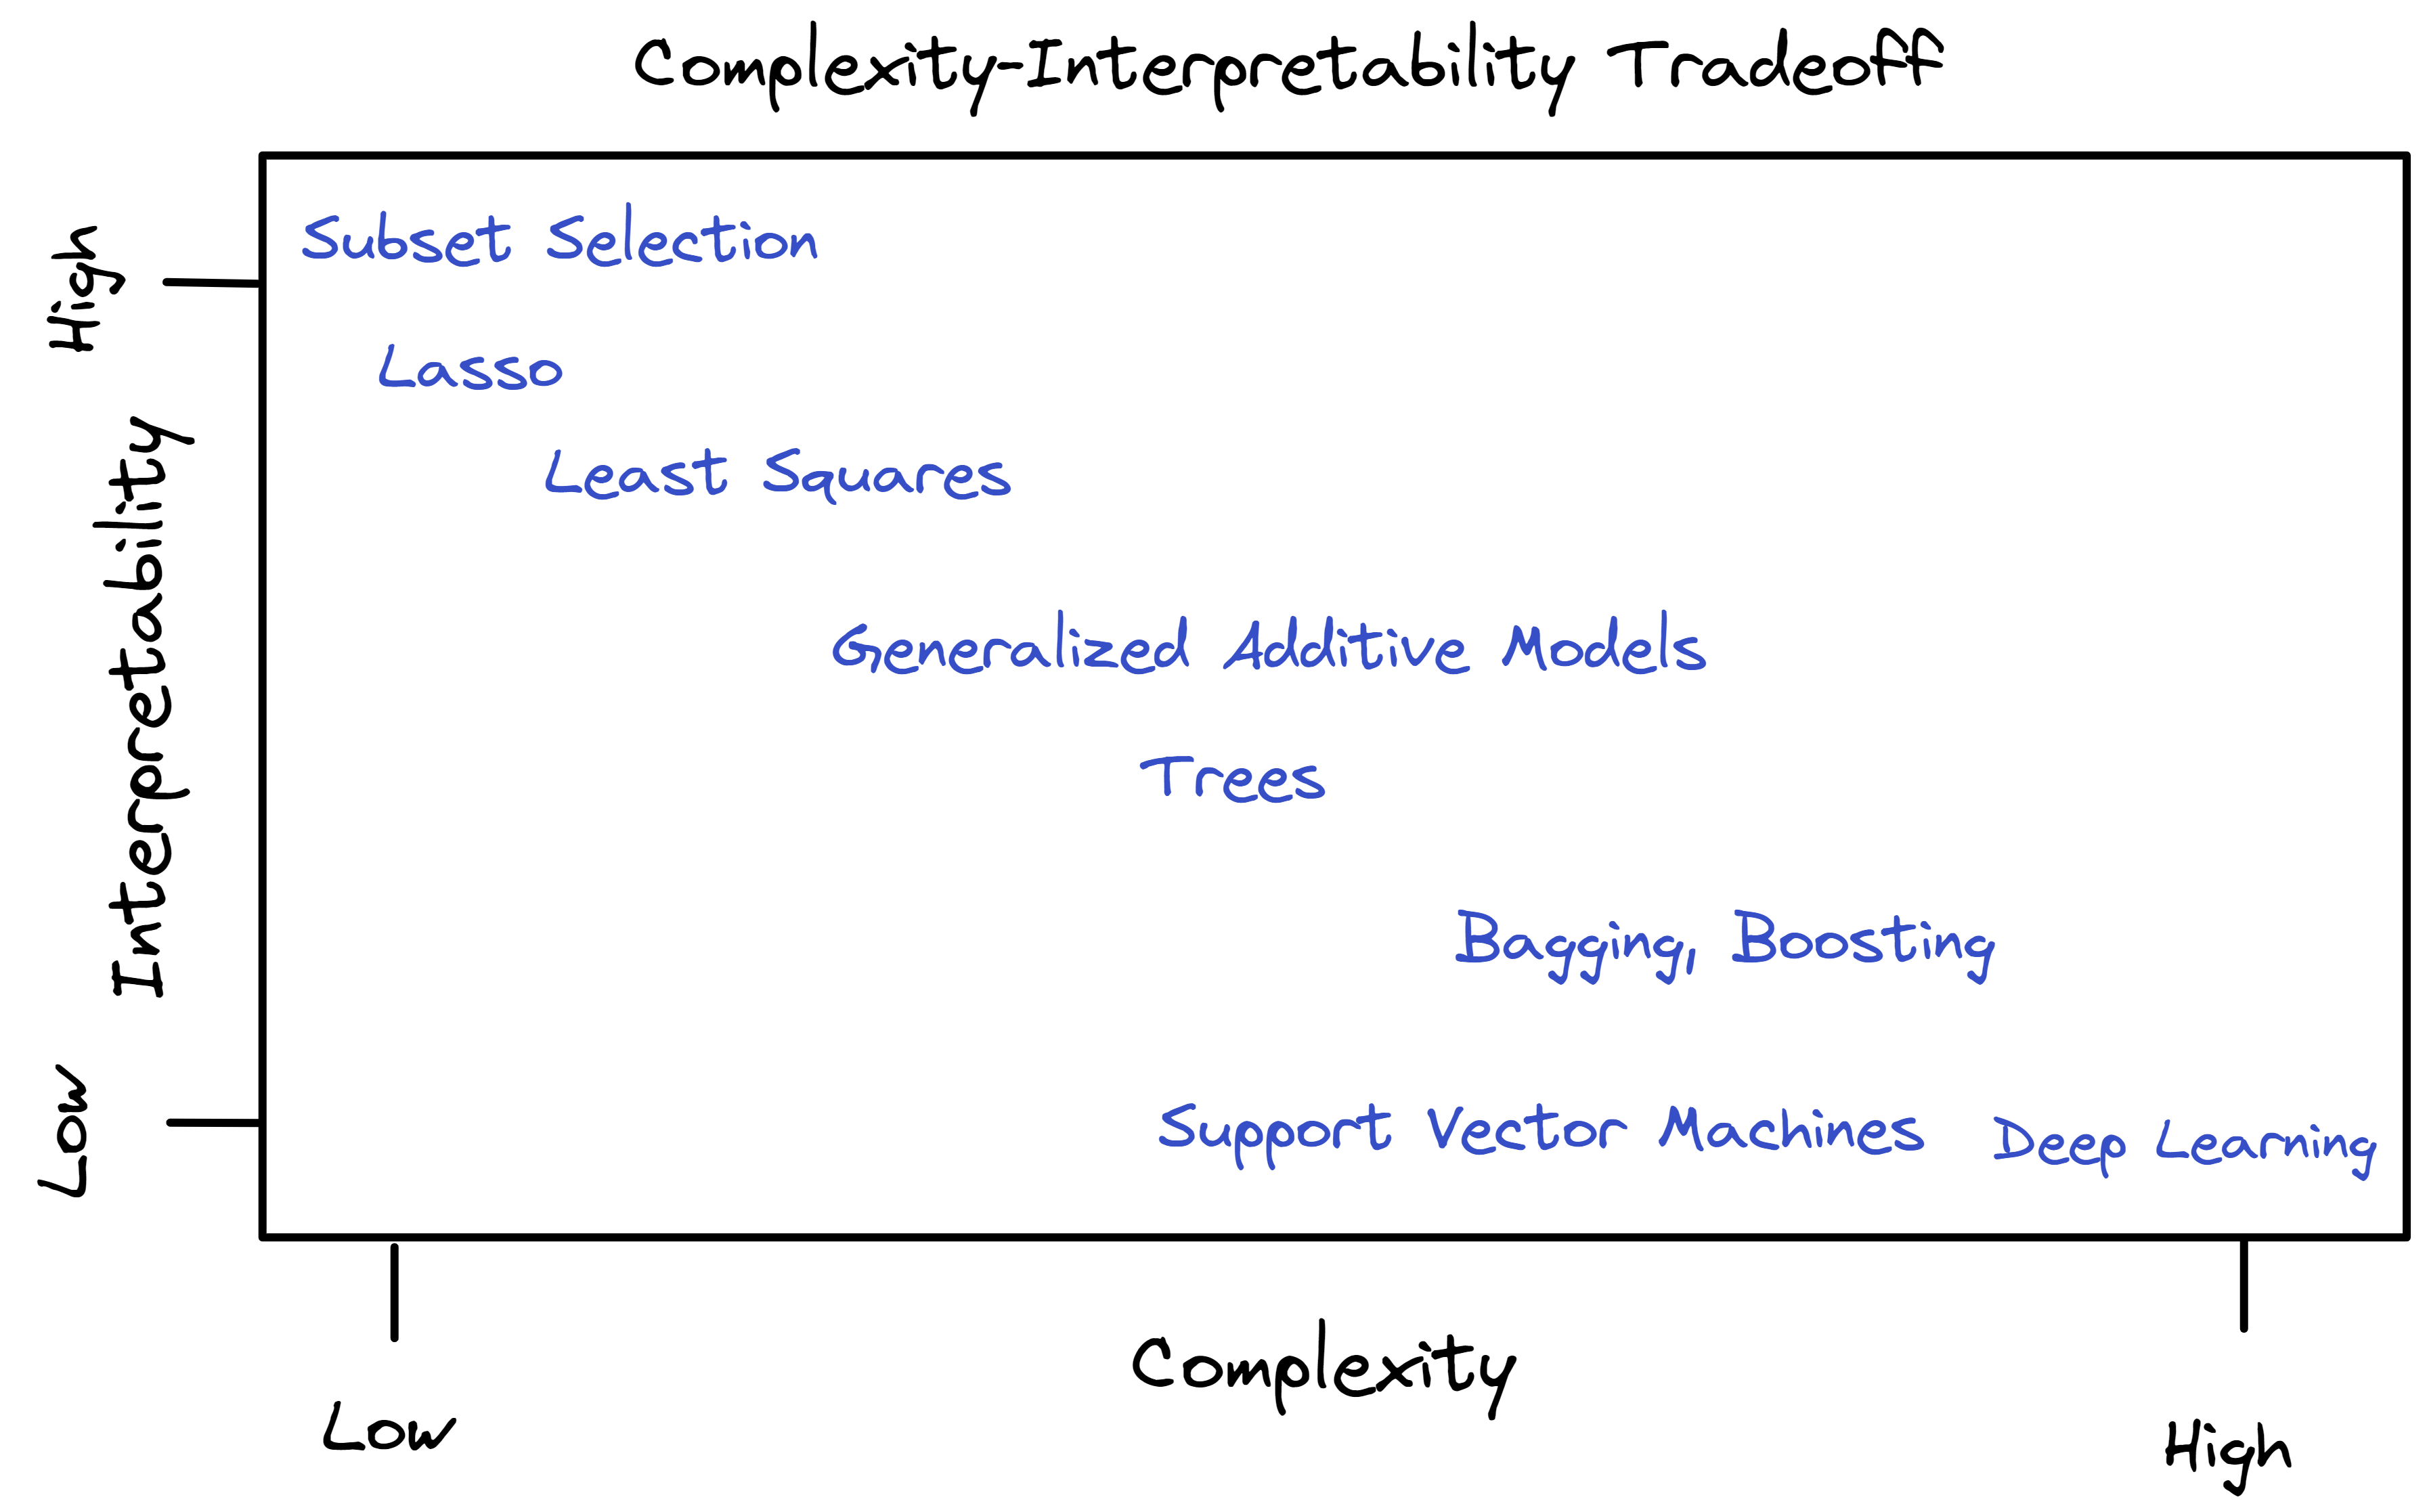 Complexity-Interpretability Tradeoff
High
Interpretability
Low
Subset Selection
Lasso
Least Squares
Generalized Additive Models
Trees
Bagging, Boosting
Support Vector Machines
Deep Learning
Complexity
Low
High